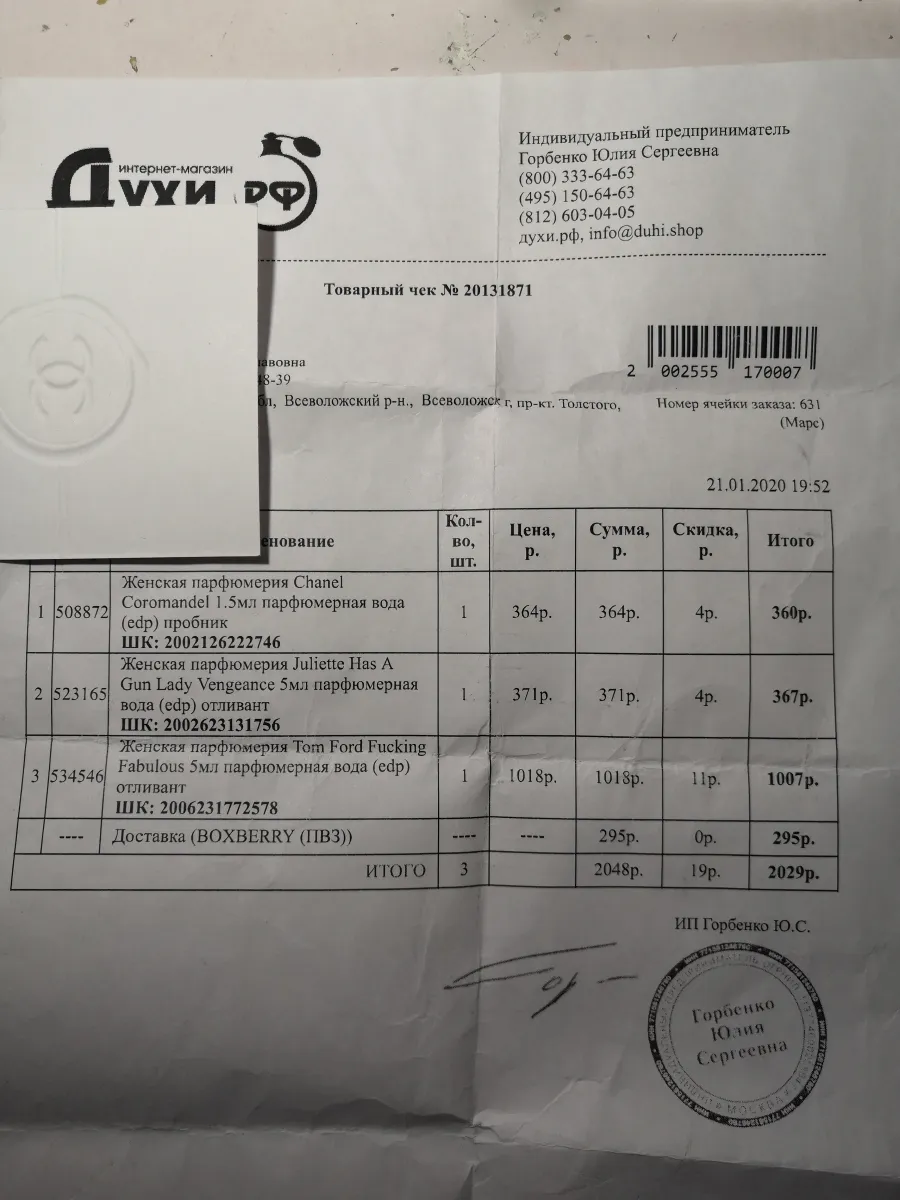 интернет-магазин
Духи.рф
Индивидуальный предприниматель
Горбенко Юлия Сергеевна
(800) 333-64-63
(495) 150-64-63
(812) 603-04-05
духи.рф, info@duhi.shop
Товарный чек № 20131871
авовна
8-39
2 002555 170007
бл, Всеволожский р-н., Всеволожск г, пр-кт. Толстого,
Номер ячейки заказа: 631
(Марс)
21.01.2020 19:52
енование Кол-во, шт. Цена, р. Сумма, р. Скидка, р. Итого
1 508872 Женская парфюмерия Chanel
Coromandel 1.5мл парфюмерная вода
(edp) пробник
ШК: 2002126222746
1 364р. 364р. 4р. 360р.
2 523165 Женская парфюмерия Juliette Has A
Gun Lady Vengeance 5мл парфюмерная
вода (edp) отливант
ШК: 2002623131756
1 371р. 371р. 4р. 367р.
3 534546 Женская парфюмерия Tom Ford Fucking
Fabulous 5мл парфюмерная вода (edp)
отливант
ШК: 2006231772578
1 1018р. 1018р. 11р. 1007р.
---- Доставка (BOXBERRY (ПВЗ)) ---- ---- 295р. 0р. 295р.
ИТОГО 3 2048р. 19р. 2029р.
ИП Горбенко Ю.С.
Гор
Горбенко
Юлия
Сергеевна
МОСКВА